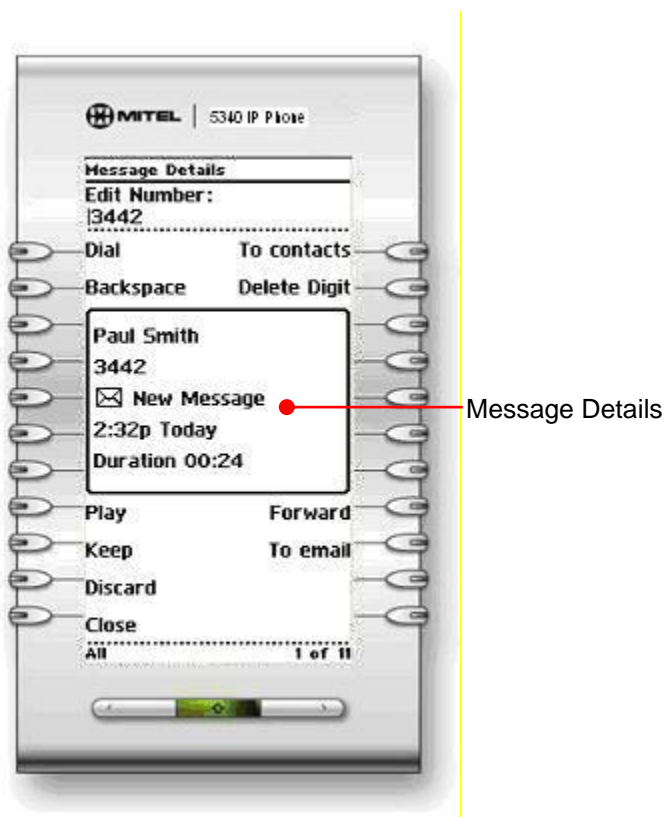 MITEL | 5340 IP Phone
Message Details
Edit Number:
|3442
Dial To contacts
Backspace Delete Digit
Paul Smith
3442
New Message
Message Details
2:32p Today
Duration 00:24
Play Forward
Keep To email
Discard
Close
All 1 of 11